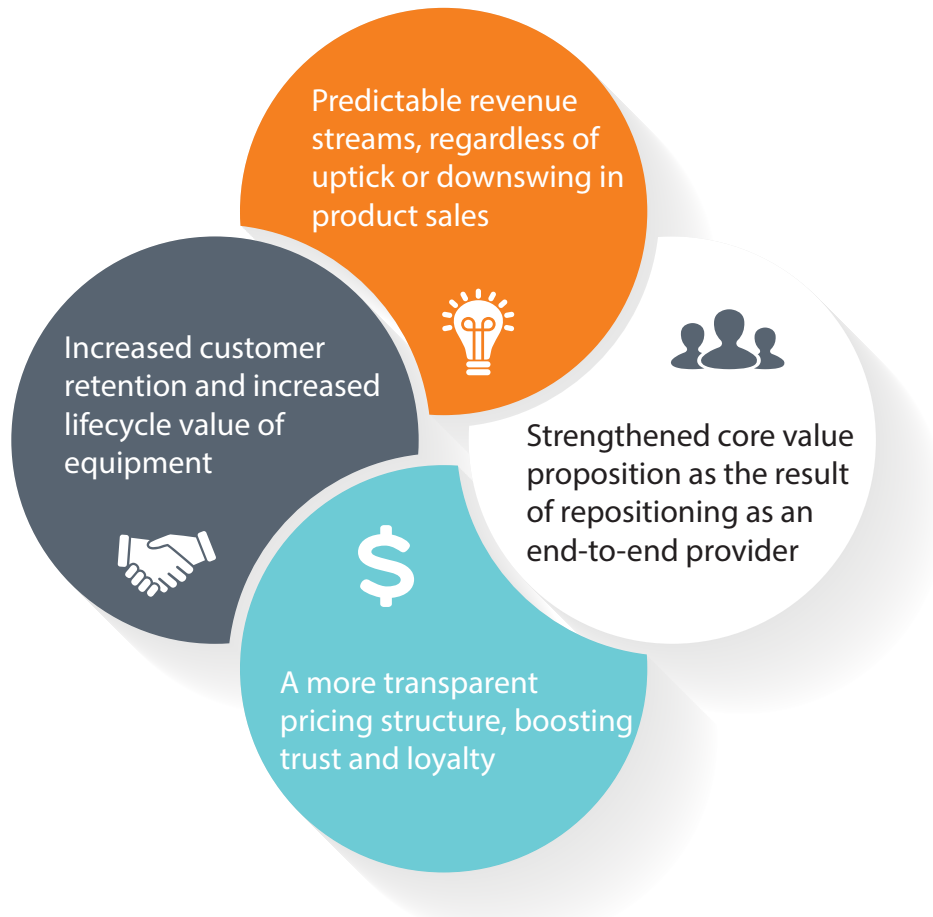 Predictable revenue
streams, regardless of
uptick or downswing in
product sales
Increased customer
retention and increased
lifecycle value of
equipment
Strengthened core value
proposition as the result
of repositioning as an
end-to-end provider
$
A more transparent
pricing structure, boosting
trust and loyalty